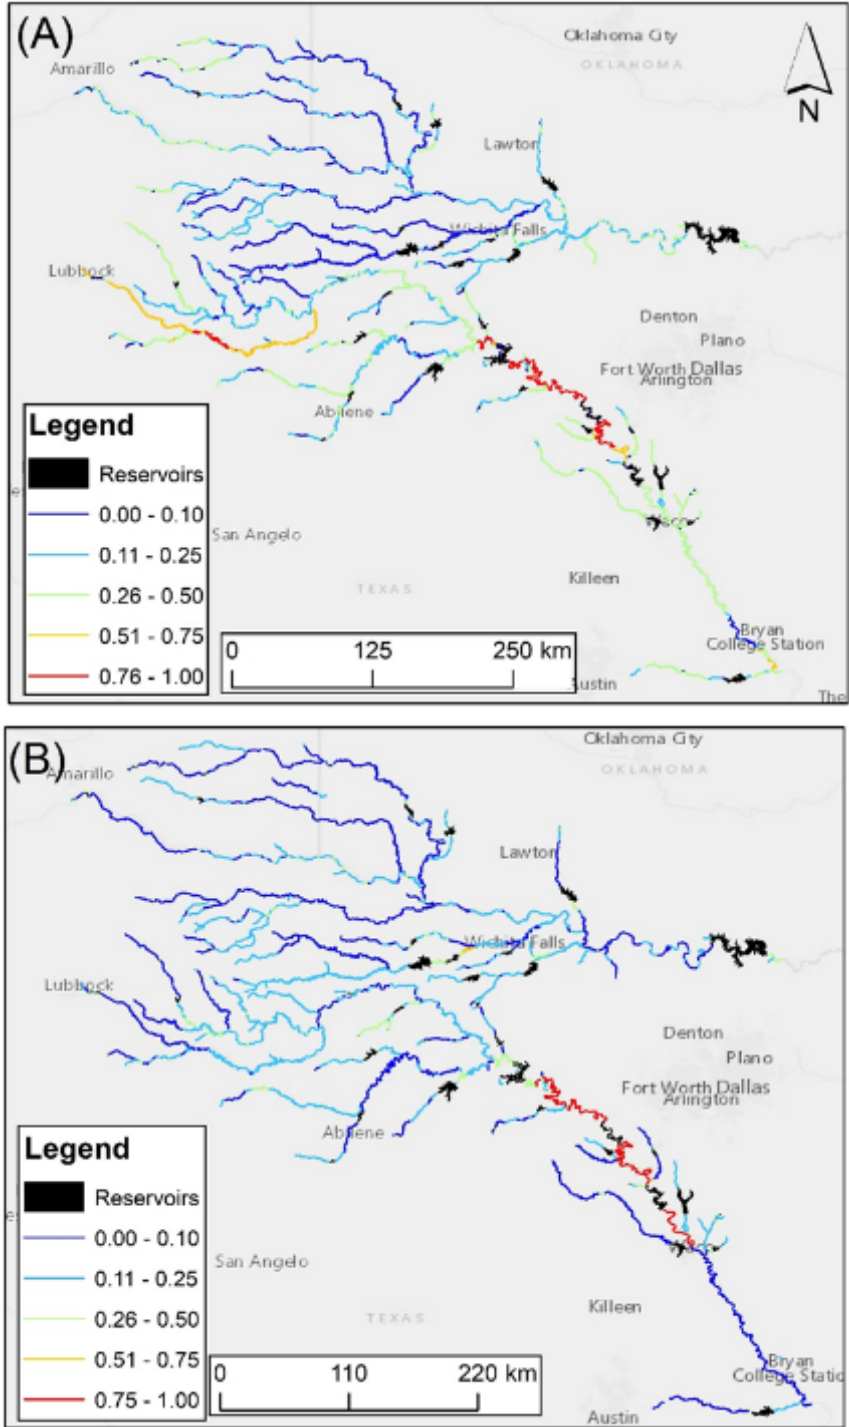 (A)
Oklahoma City
OKLAHOMA
Amarillo
N
Lawton
Wichita Falls
Lubbock
Denton
Plano
Fort Worth Dallas
Arlington
Abilene
Legend
Reservoirs
0.00 - 0.10
0.11 - 0.25
0.26 - 0.50
0.51 - 0.75
0.76 - 1.00
San Angelo
Waco
TEXAS
Killeen
Bryan
College Station
0 125 250 km
Austin
The
(B)
Oklahoma City
OKLAHOMA
Amarillo
Lawton
Wichita Falls
Lubbock
Denton
Plano
Fort Worth Dallas
Arlington
Abilene
Legend
Reservoirs
0.00 - 0.10
0.11 - 0.25
0.26 - 0.50
0.51 - 0.75
0.75 - 1.00
San Angelo
Waco
Killeen
TEXAS
Bryan
College Statio
0 110 220 km
Austin